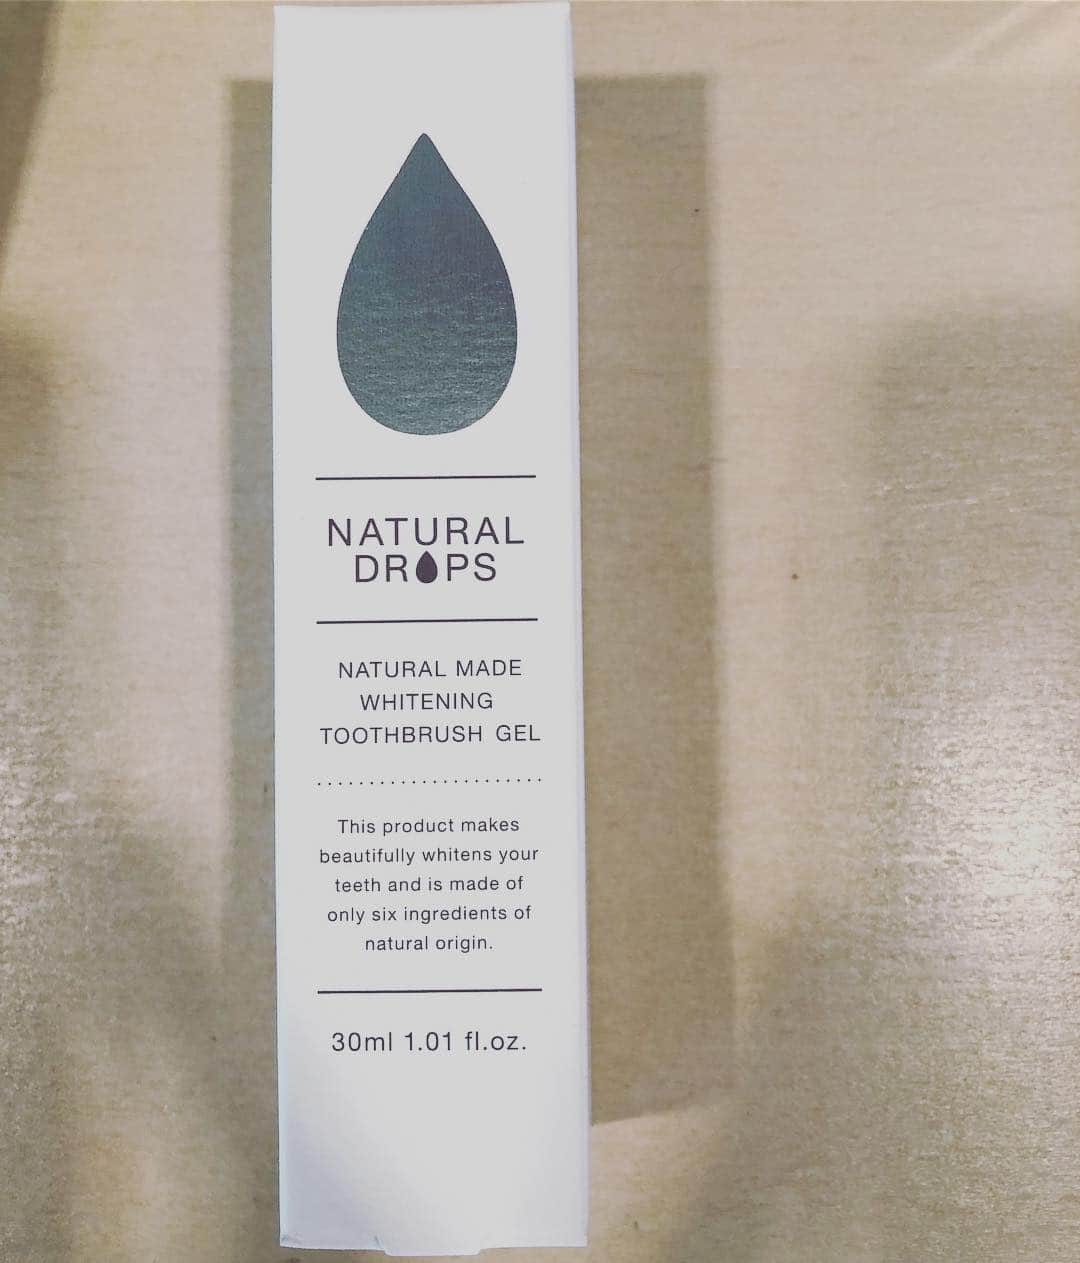 NATURAL
DROPS
NATURAL MADE
WHITENING
TOOTHBRUSH GEL
This product makes
beautifully whitens your
teeth and is made of
only six ingredients of
natural origin.
30ml 1.01 fl.oz.